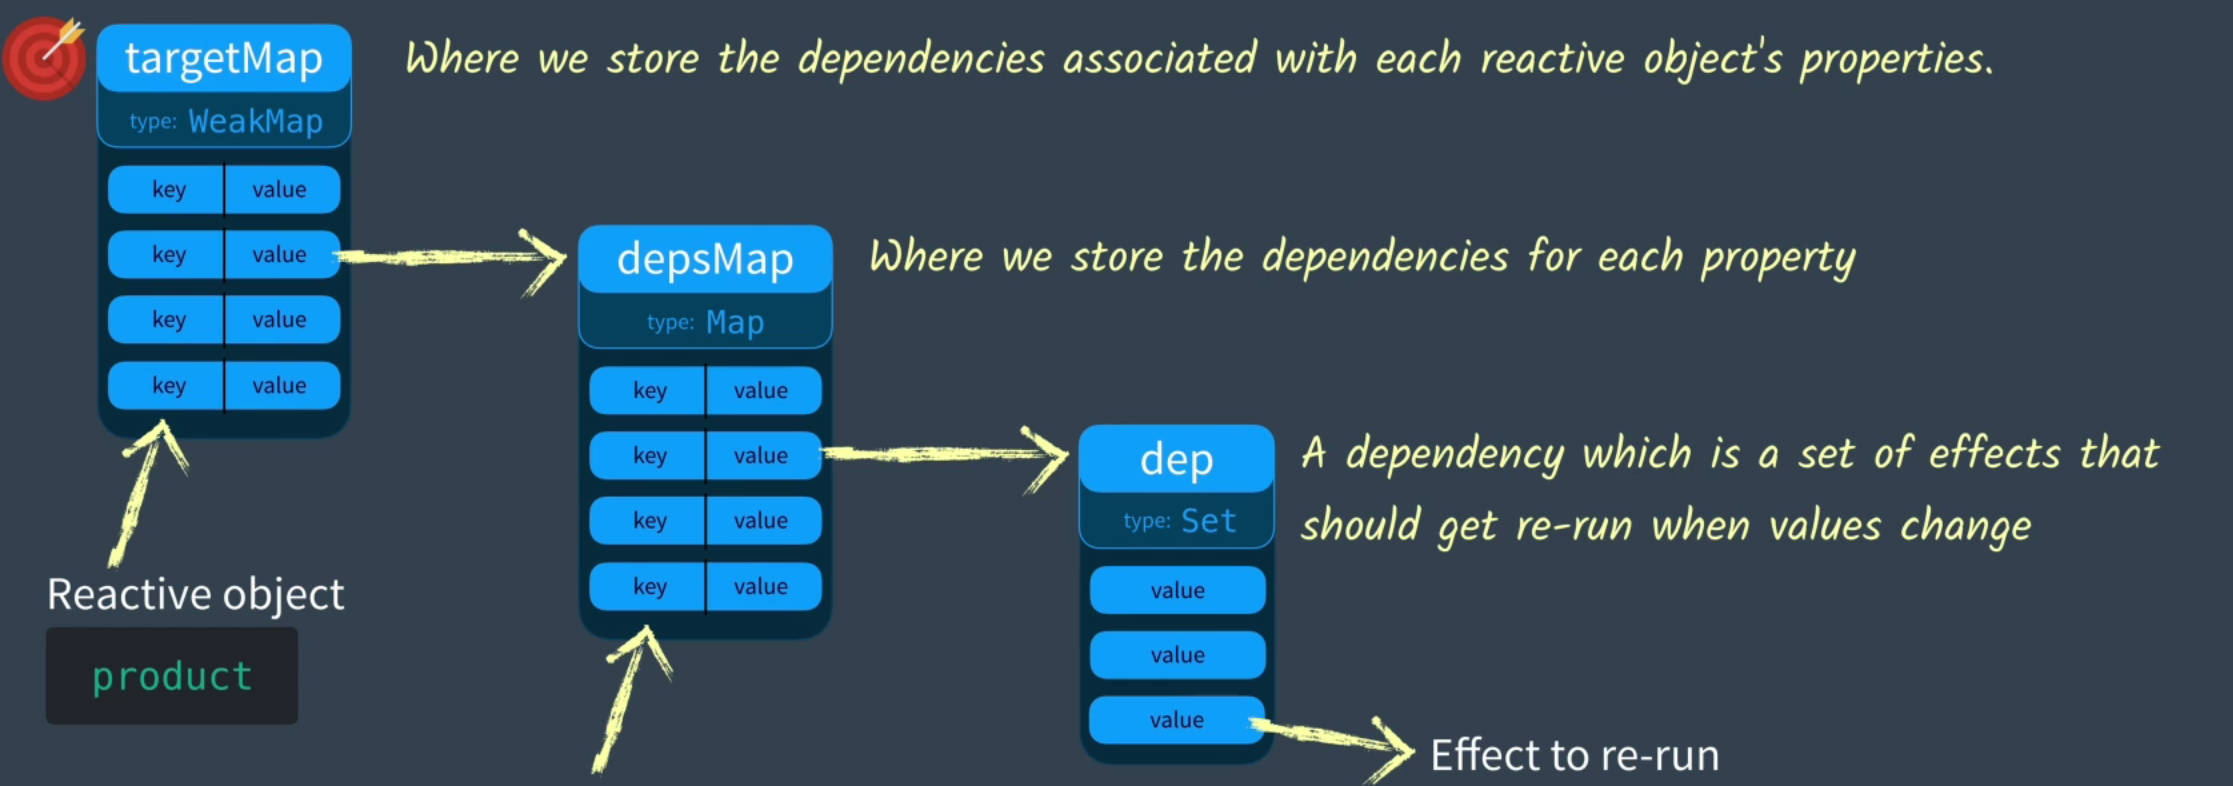 targetMap
Where we store the dependencies associated with each reactive object's properties.
type: WeakMap
key value
key value
key value
key value
Reactive object
product
depsMap
Where we store the dependencies for each property
type: Map
key value
key value
key value
key value
dep
A dependency which is a set of effects that
should get re-run when values change
type: Set
value
value
value
Effect to re-run